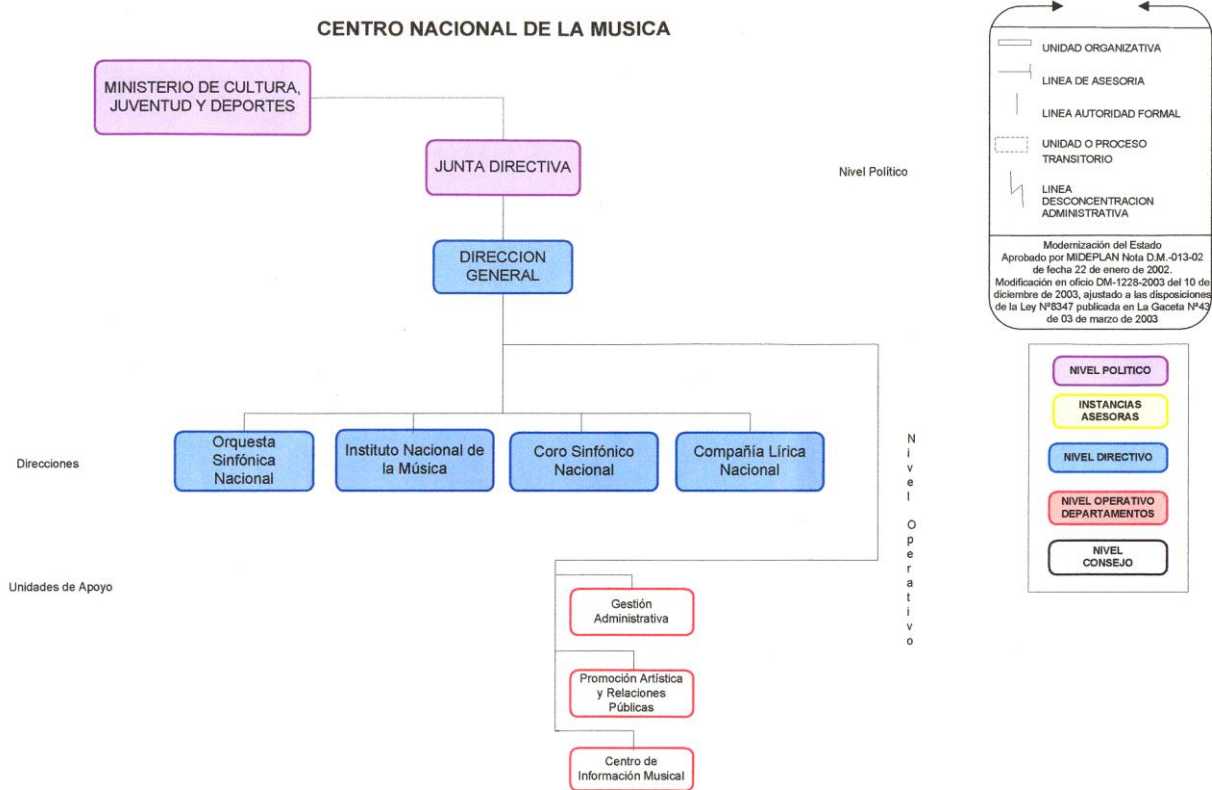 CENTRO NACIONAL DE LA MUSICA
MINISTERIO DE CULTURA,
JUVENTUD Y DEPORTES
JUNTA DIRECTIVA
Nivel Político
DIRECCION
GENERAL
Direcciones
Orquesta
Sinfónica
Nacional
Instituto Nacional de
la Música
Coro Sinfónico
Nacional
Compañía Lírica
Nacional
Nivel Operativo
Unidades de Apoyo
Gestión
Administrativa
Promoción Artística
y Relaciones
Públicas
Centro de
Información Musical
UNIDAD ORGANIZATIVA
LINEA DE ASESORIA
LINEA AUTORIDAD FORMAL
UNIDAD O PROCESO
TRANSITORIO
LINEA
DESCONCENTRACION
ADMINISTRATIVA
Modernización del Estado
Aprobado por MIDEPLAN Nota D.M.-013-02
de fecha 22 de enero de 2002.
Modificación en oficio DM-1228-2003 del 10 de
diciembre de 2003, ajustado a las disposiciones
de la Ley Nº8347 publicada en La Gaceta Nº43
de 03 de marzo de 2003
NIVEL POLITICO
INSTANCIAS
ASESORAS
NIVEL DIRECTIVO
NIVEL OPERATIVO
DEPARTAMENTOS
NIVEL
CONSEJO